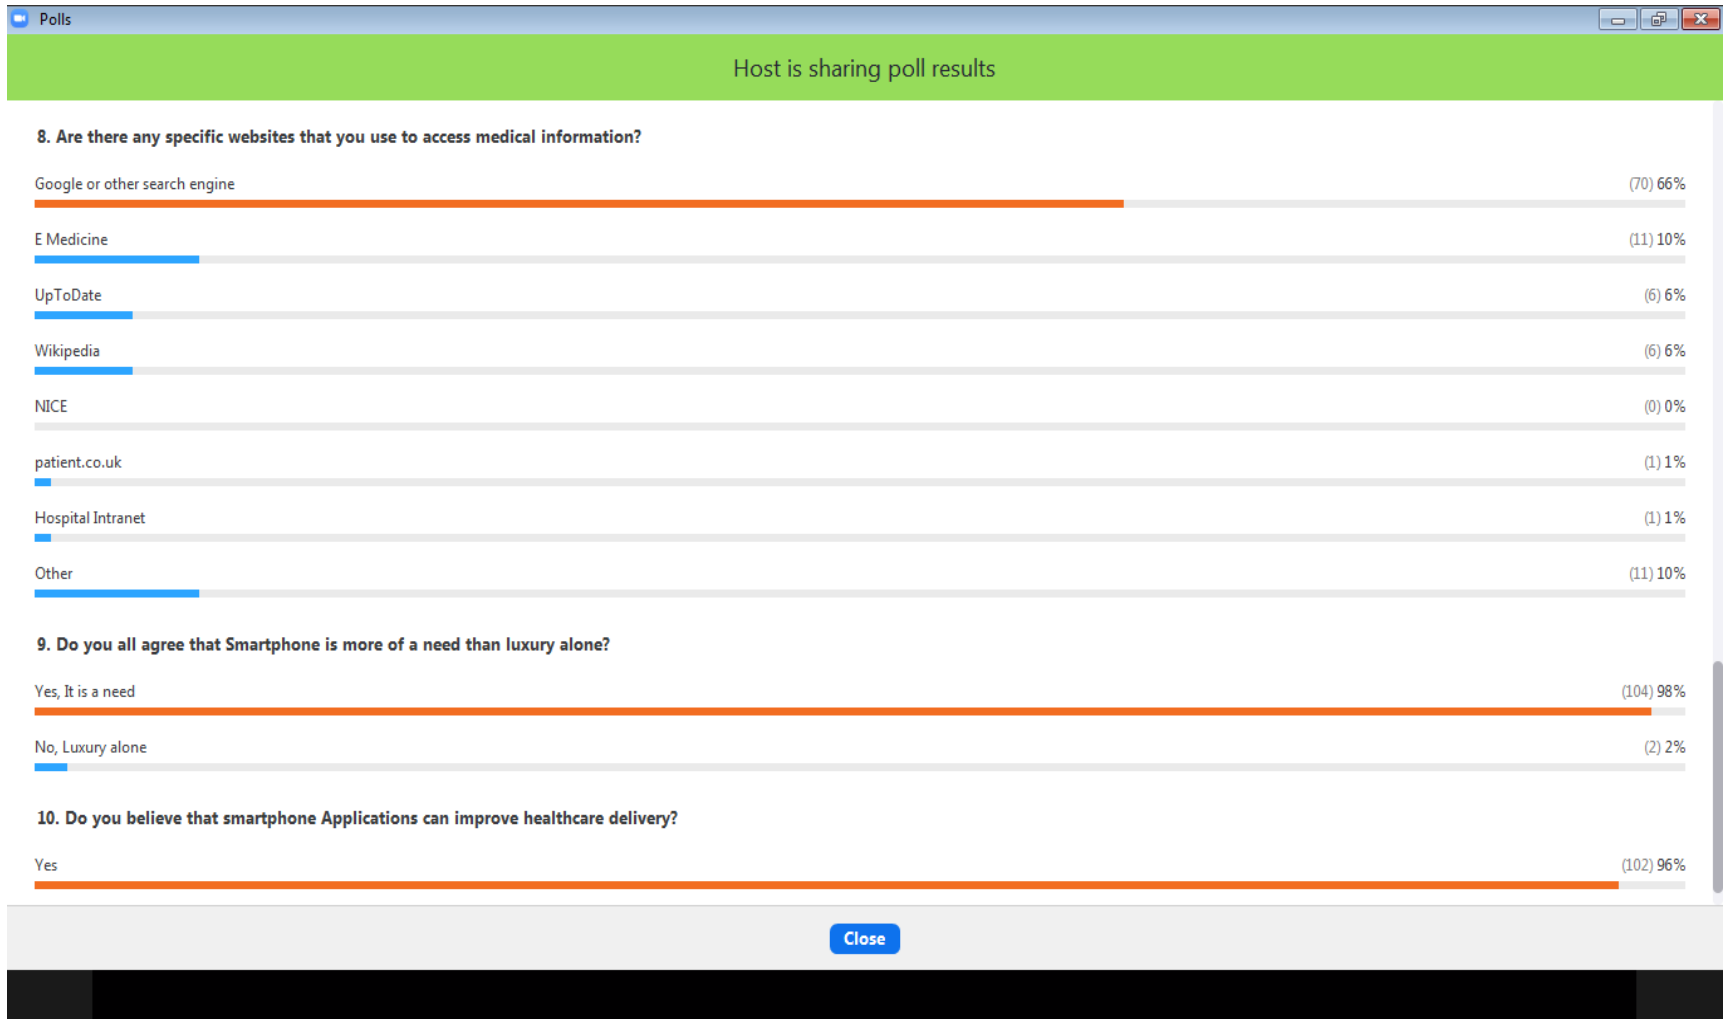 Polls
Host is sharing poll results
8. Are there any specific websites that you use to access medical information?
Google or other search engine (70) 66%
E Medicine (11) 10%
UpToDate (6) 6%
Wikipedia (6) 6%
NICE (0) 0%
patient.co.uk (1) 1%
Hospital Intranet (1) 1%
Other (11) 10%
9. Do you all agree that Smartphone is more of a need than luxury alone?
Yes, It is a need (104) 98%
No, Luxury alone (2) 2%
10. Do you believe that smartphone Applications can improve healthcare delivery?
Yes (102) 96%
Close